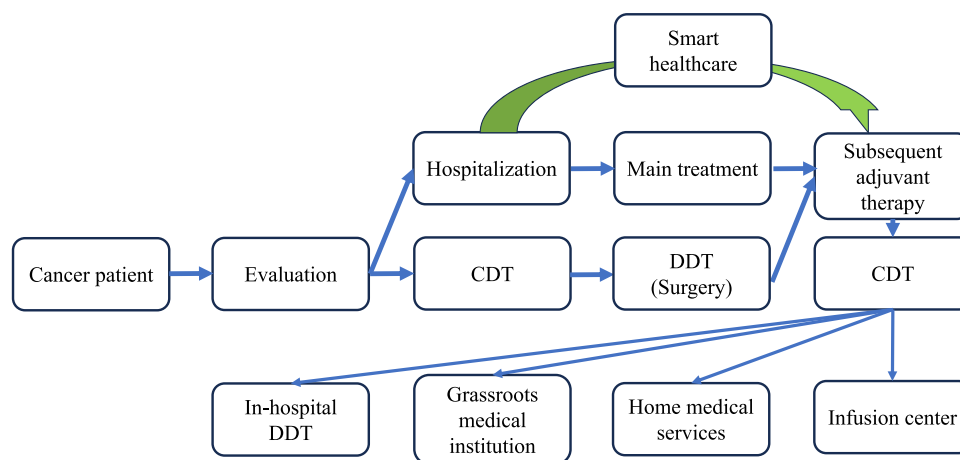 Smart
healthcare
Hospitalization
Main treatment
Subsequent
adjuvant
therapy
Cancer patient
Evaluation
CDT
DDT
(Surgery)
CDT
In-hospital
DDT
Grassroots
medical
institution
Home medical
services
Infusion center